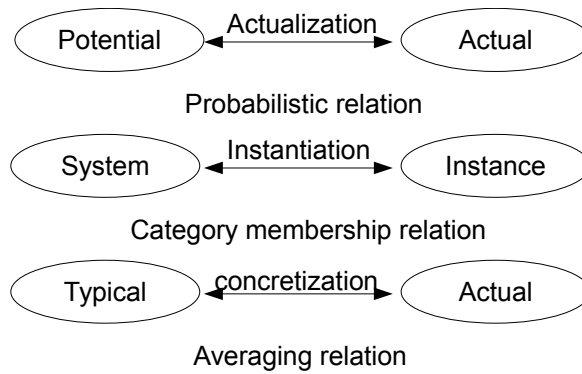 Potential Actualization Actual
Probabilistic relation
System Instantiation Instance
Category membership relation
Typical concretization Actual
Averaging relation